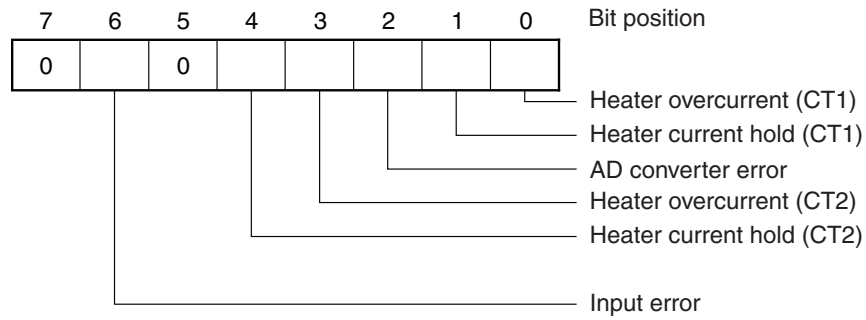 7 6 5 4 3 2 1 0 Bit position
0 0
Heater overcurrent (CT1)
Heater current hold (CT1)
AD converter error
Heater overcurrent (CT2)
Heater current hold (CT2)
Input error